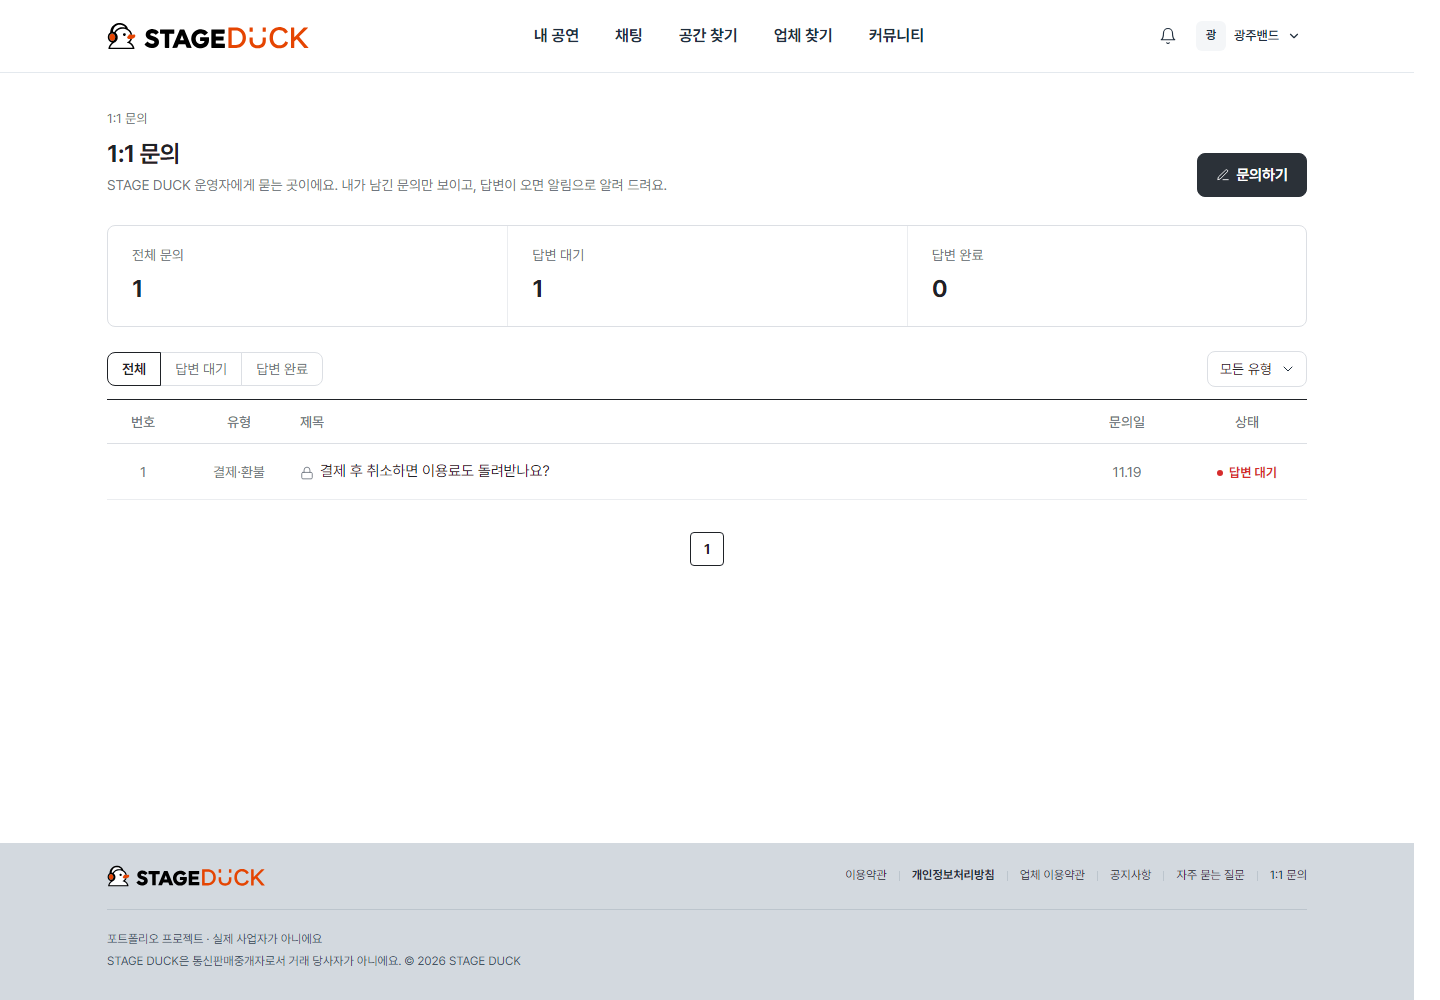 STAGEDUCK
내 공연 채팅 공간 찾기 업체 찾기 커뮤니티
광 광주밴드
1:1 문의
1:1 문의
STAGE DUCK 운영자에게 묻는 곳이에요. 내가 남긴 문의만 보이고, 답변이 오면 알림으로 알려 드려요.
문의하기
전체 문의 답변 대기 답변 완료
1 1 0
전체 답변 대기 답변 완료 모든 유형
번호 유형 제목 문의일 상태
1 결제·환불 결제 후 취소하면 이용료도 돌려받나요? 11.19 답변 대기
1
STAGEDUCK
이용약관 개인정보처리방침 업체 이용약관 공지사항 자주 묻는 질문 1:1 문의
포트폴리오 프로젝트 · 실제 사업자가 아니에요
STAGE DUCK은 통신판매중개자로서 거래 당사자가 아니에요. © 2026 STAGE DUCK